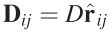 𝐃ᵢⱼ = D𝐫̂ᵢⱼ